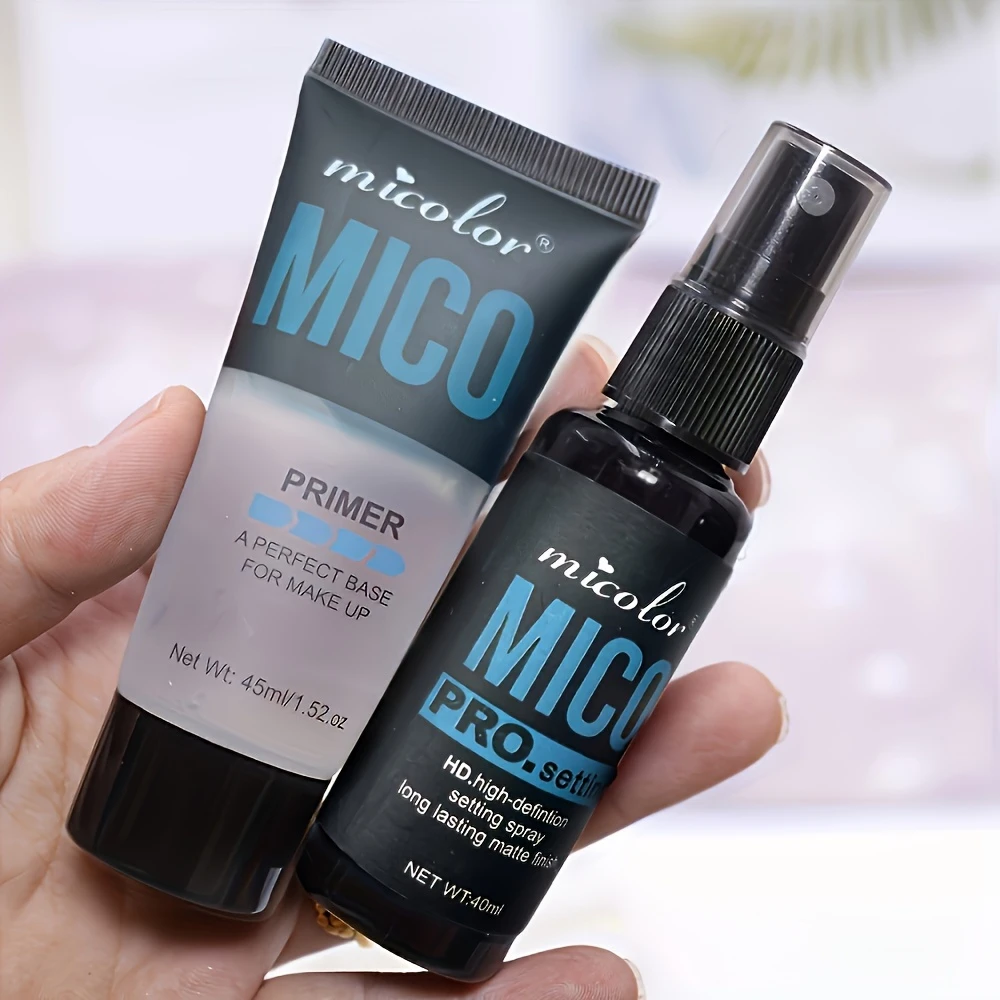 micolor®
MICO
PRIMER
A PERFECT BASE
FOR MAKE UP
Net Wt: 45ml/1.52.oz
micolor
MICO
PRO.settin
HD.high-defintion
setting spray
long lasting matte finish
NET WT:40ml